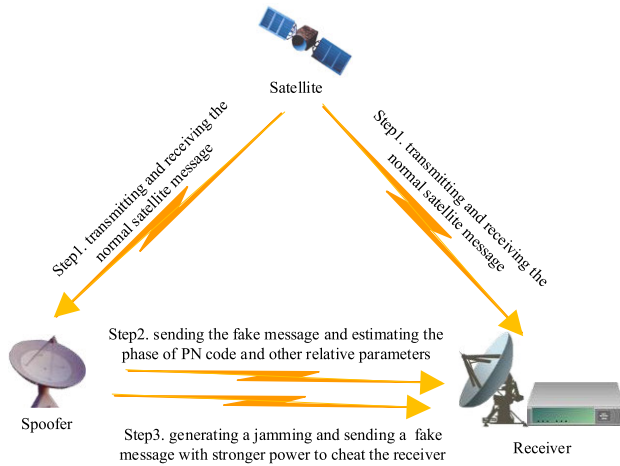 Satellite
Step1. transmitting and receiving the
normal satellite message
Step1. transmitting and receiving the
normal satellite message
Step2. sending the fake message and estimating the
phase of PN code and other relative parameters
Spoofer
Step3. generating a jamming and sending a fake
message with stronger power to cheat the receiver
Receiver